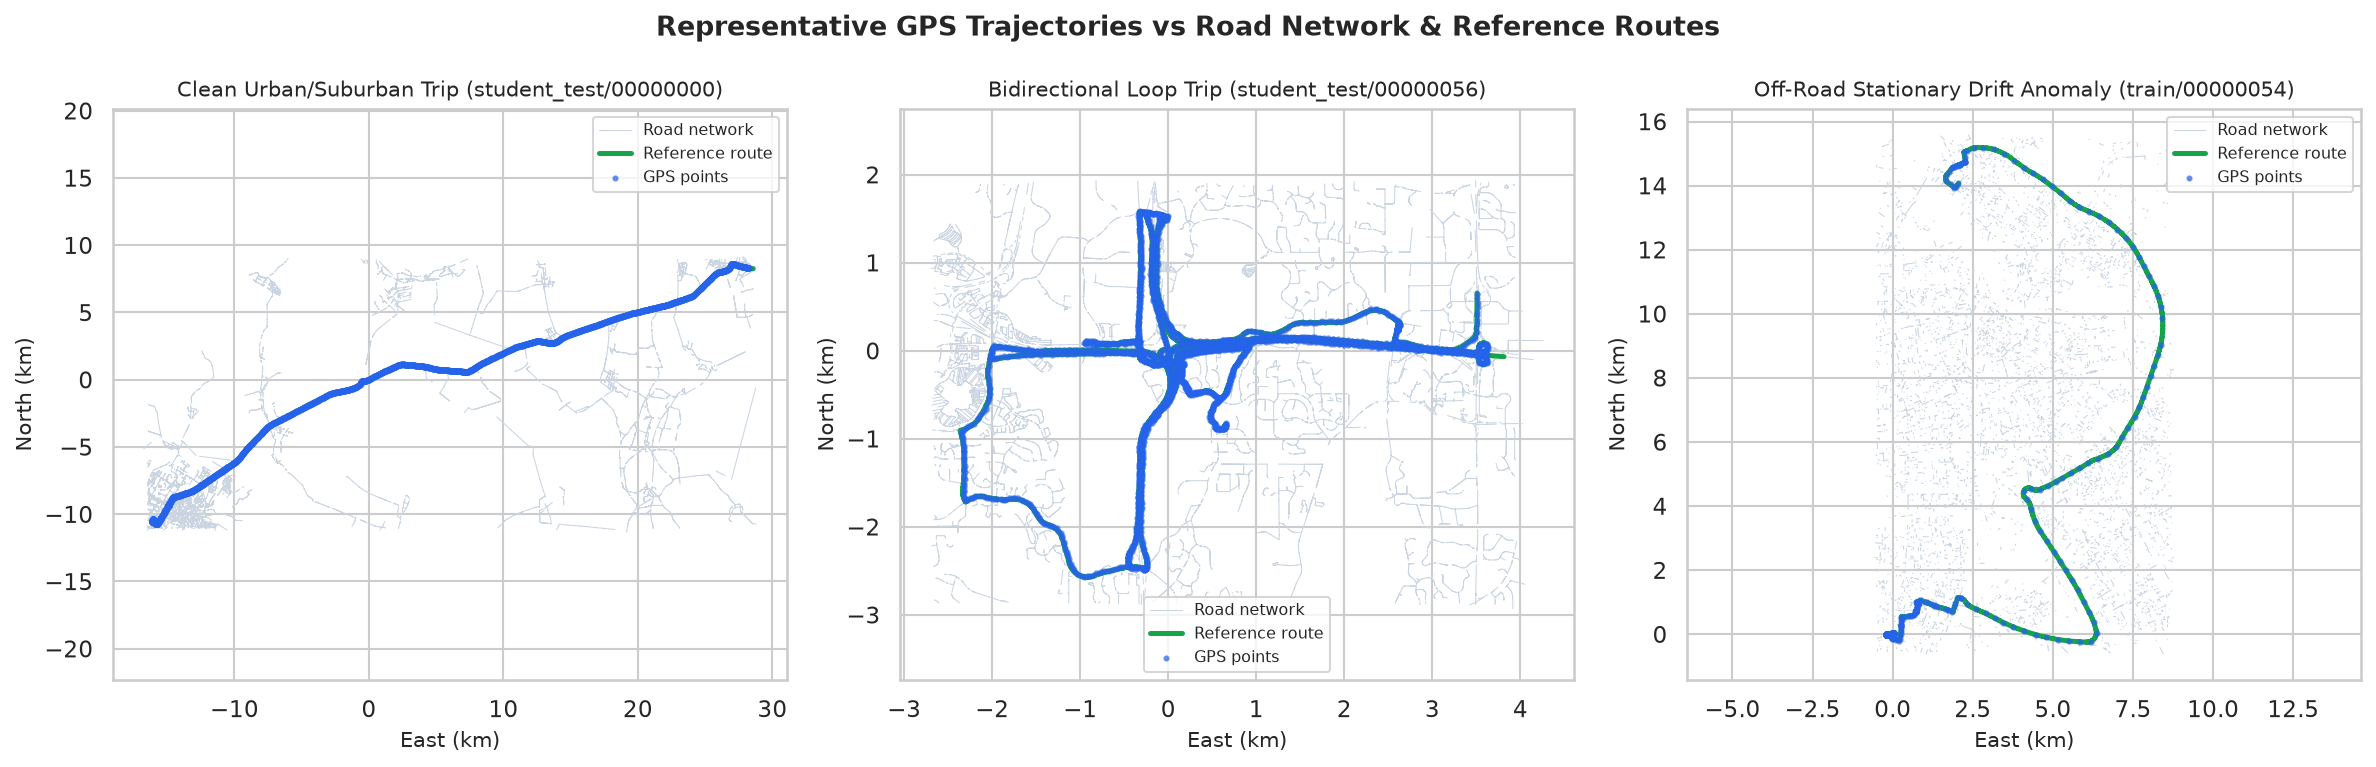 Representative GPS Trajectories vs Road Network & Reference Routes
Clean Urban/Suburban Trip (student_test/00000000)
20
15
10
5
0
−5
−10
−15
−20
North (km)
−10
0
10
20
30
East (km)
Road network
Reference route
GPS points
Bidirectional Loop Trip (student_test/00000056)
2
1
0
−1
−2
−3
North (km)
−3
−2
−1
0
1
2
3
4
East (km)
Road network
Reference route
GPS points
Off-Road Stationary Drift Anomaly (train/00000054)
16
14
12
10
8
6
4
2
0
North (km)
−5.0
−2.5
0.0
2.5
5.0
7.5
10.0
12.5
East (km)
Road network
Reference route
GPS points